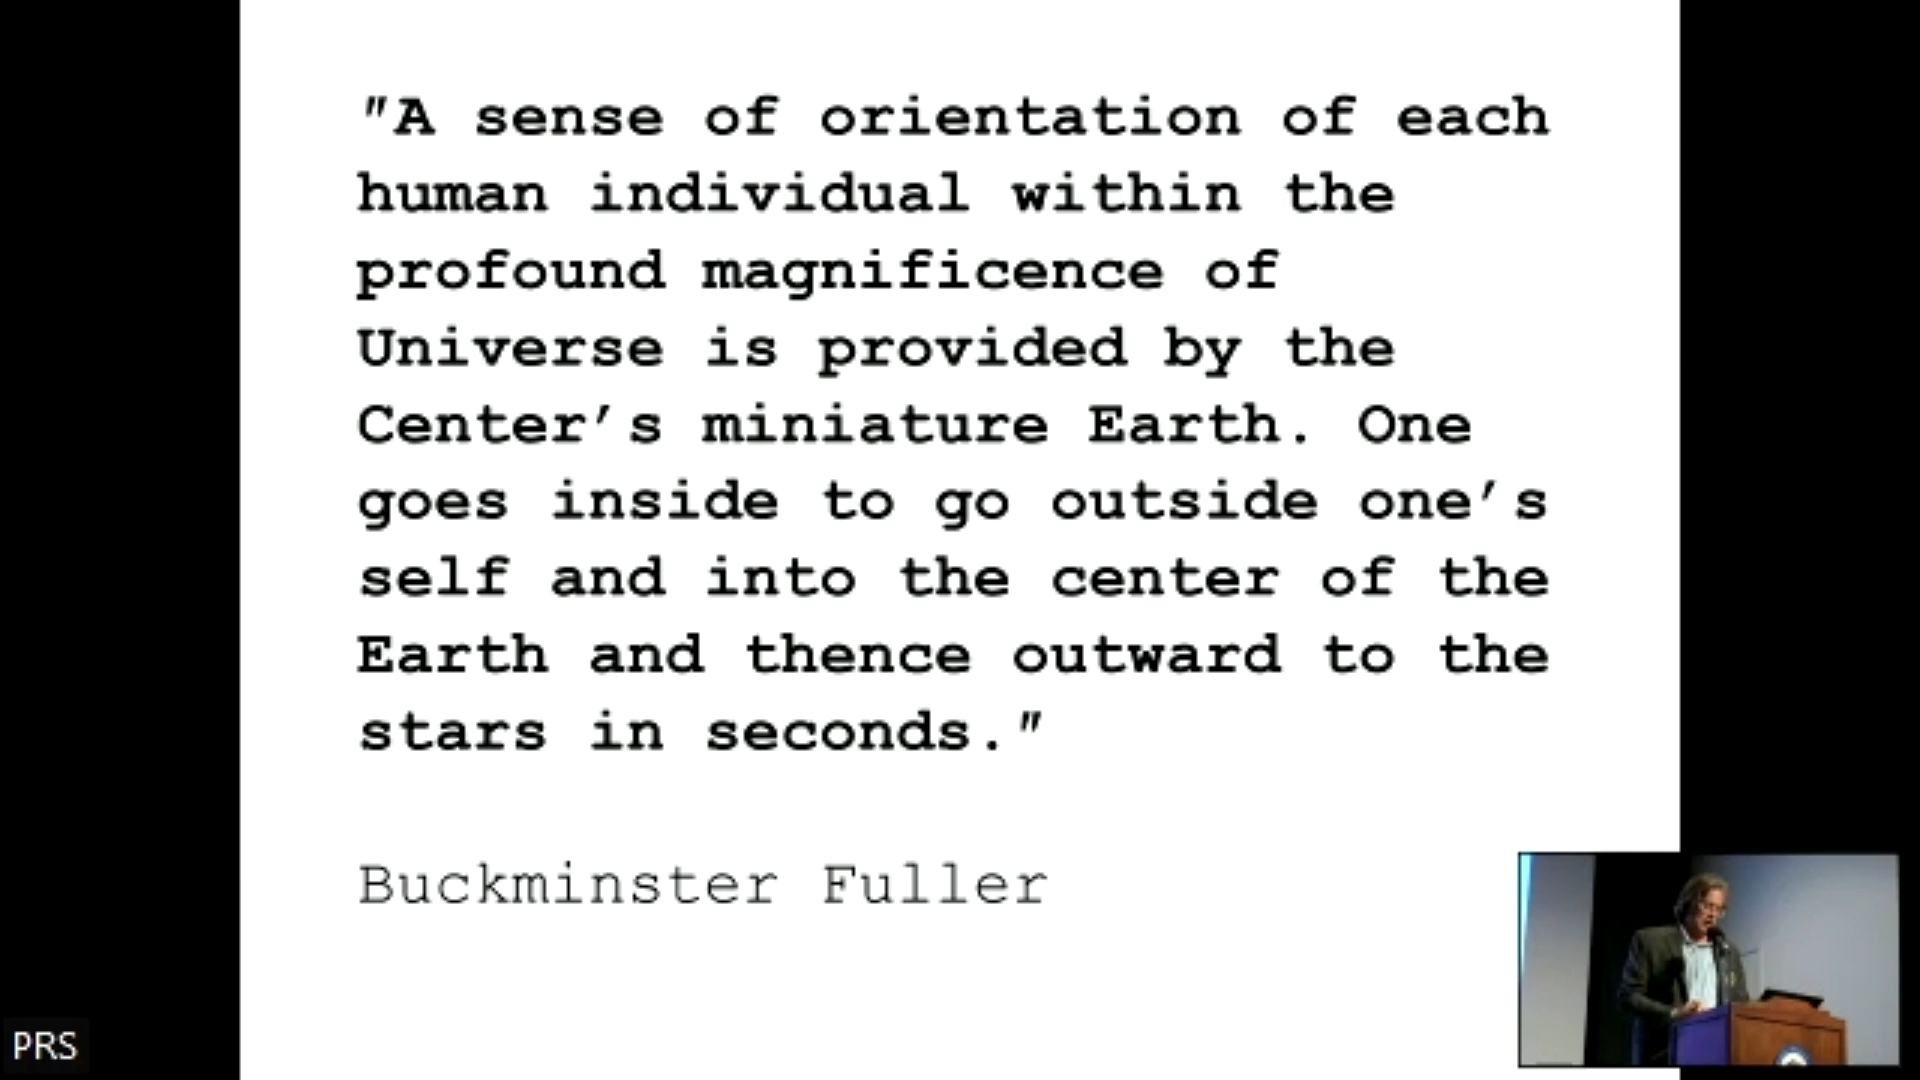 "A sense of orientation of each
human individual within the
profound magnificence of
Universe is provided by the
Center's miniature Earth. One
goes inside to go outside one's
self and into the center of the
Earth and thence outward to the
stars in seconds."
Buckminster Fuller
PRS